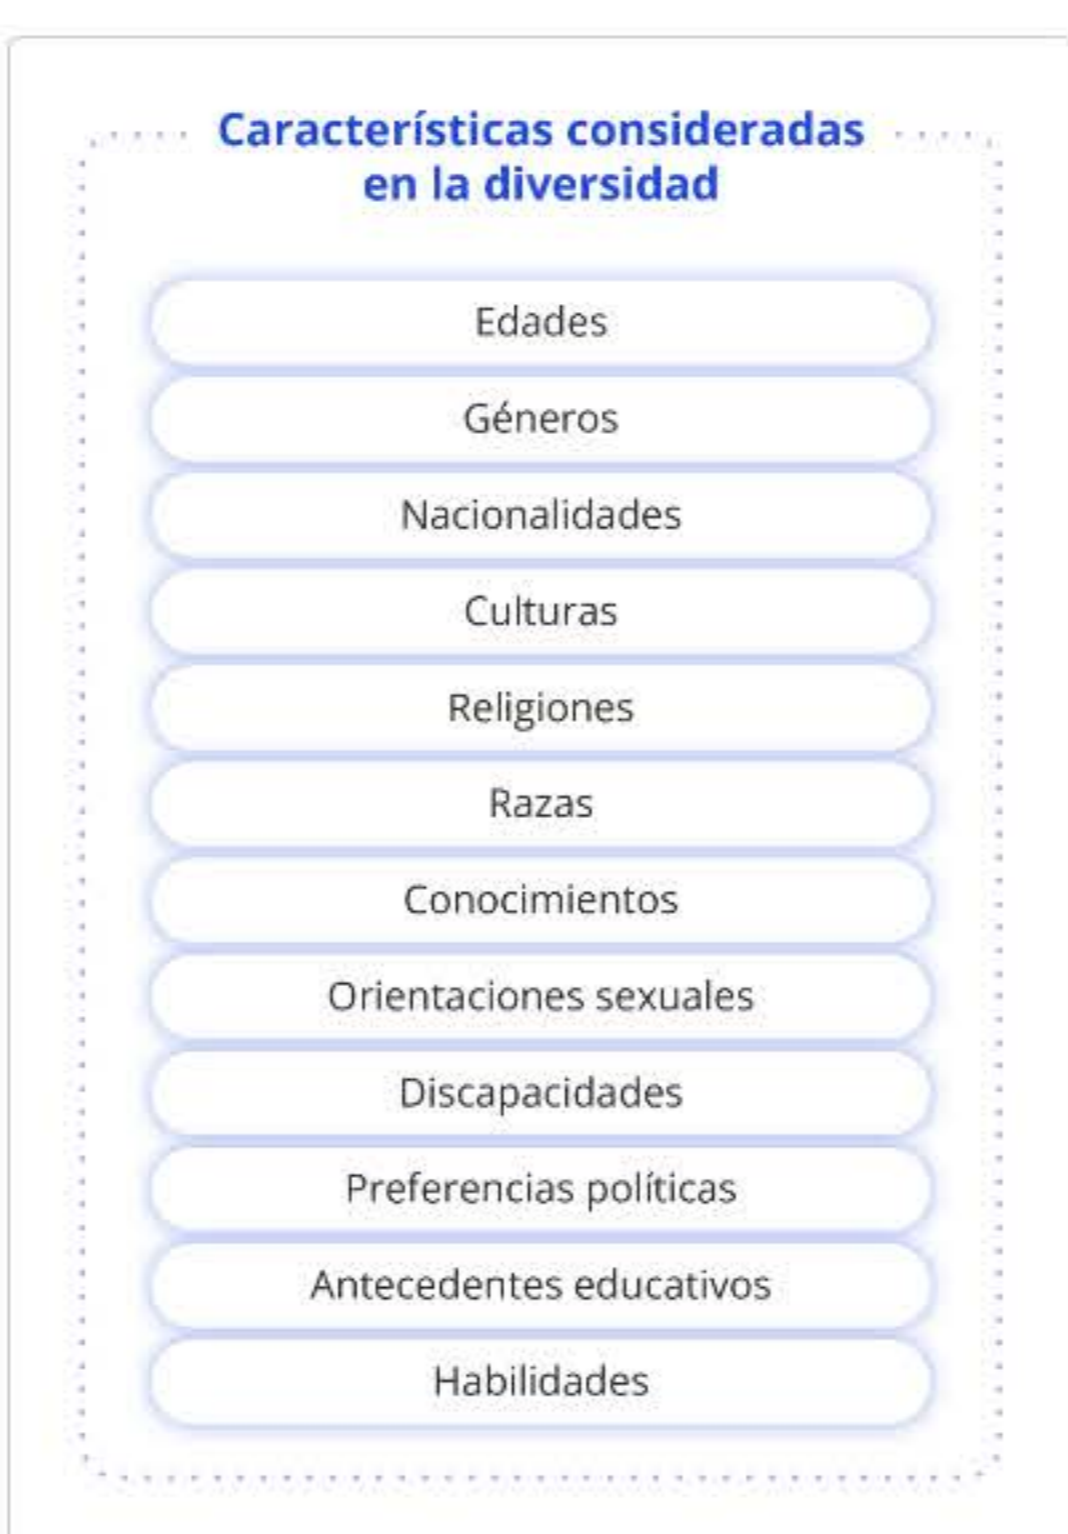 Características consideradas
en la diversidad
Edades
Géneros
Nacionalidades
Culturas
Religiones
Razas
Conocimientos
Orientaciones sexuales
Discapacidades
Preferencias políticas
Antecedentes educativos
Habilidades